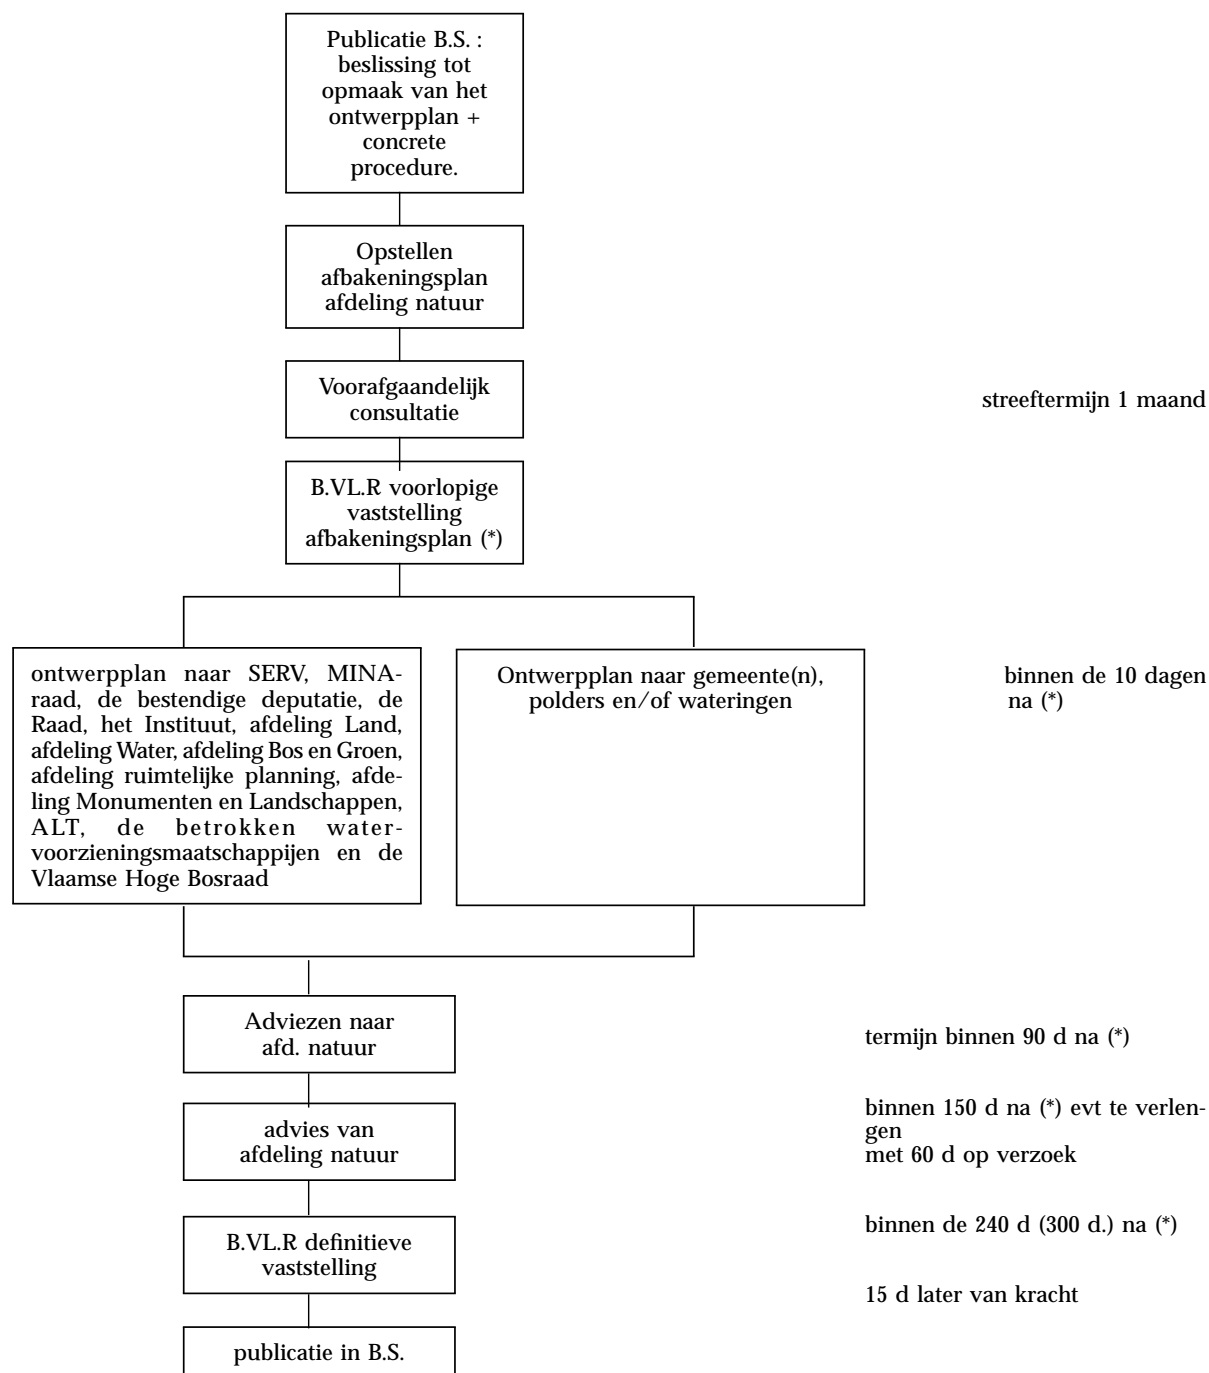 Publicatie B.S. :
beslissing tot
opmaak van het
ontwerpplan +
concrete
procedure.
Opstellen
afbakeningsplan
afdeling natuur
Voorafgaandelijk
consultatie
streeftermijn 1 maand
B.VL.R voorlopige
vaststelling
afbakeningsplan (*)
ontwerpplan naar SERV, MINA-
raad, de bestendige deputatie, de
Raad, het Instituut, afdeling Land,
afdeling Water, afdeling Bos en Groen,
afdeling ruimtelijke planning, afde-
ling Monumenten en Landschappen,
ALT, de betrokken water-
voorzieningsmaatschappijen en de
Vlaamse Hoge Bosraad
Ontwerpplan naar gemeente(n),
polders en/of wateringen
binnen de 10 dagen
na (*)
Adviezen naar
afd. natuur
termijn binnen 90 d na (*)
advies van
afdeling natuur
binnen 150 d na (*) evt te verlen-
gen
met 60 d op verzoek
B.VL.R definitieve
vaststelling
binnen de 240 d (300 d.) na (*)
15 d later van kracht
publicatie in B.S.